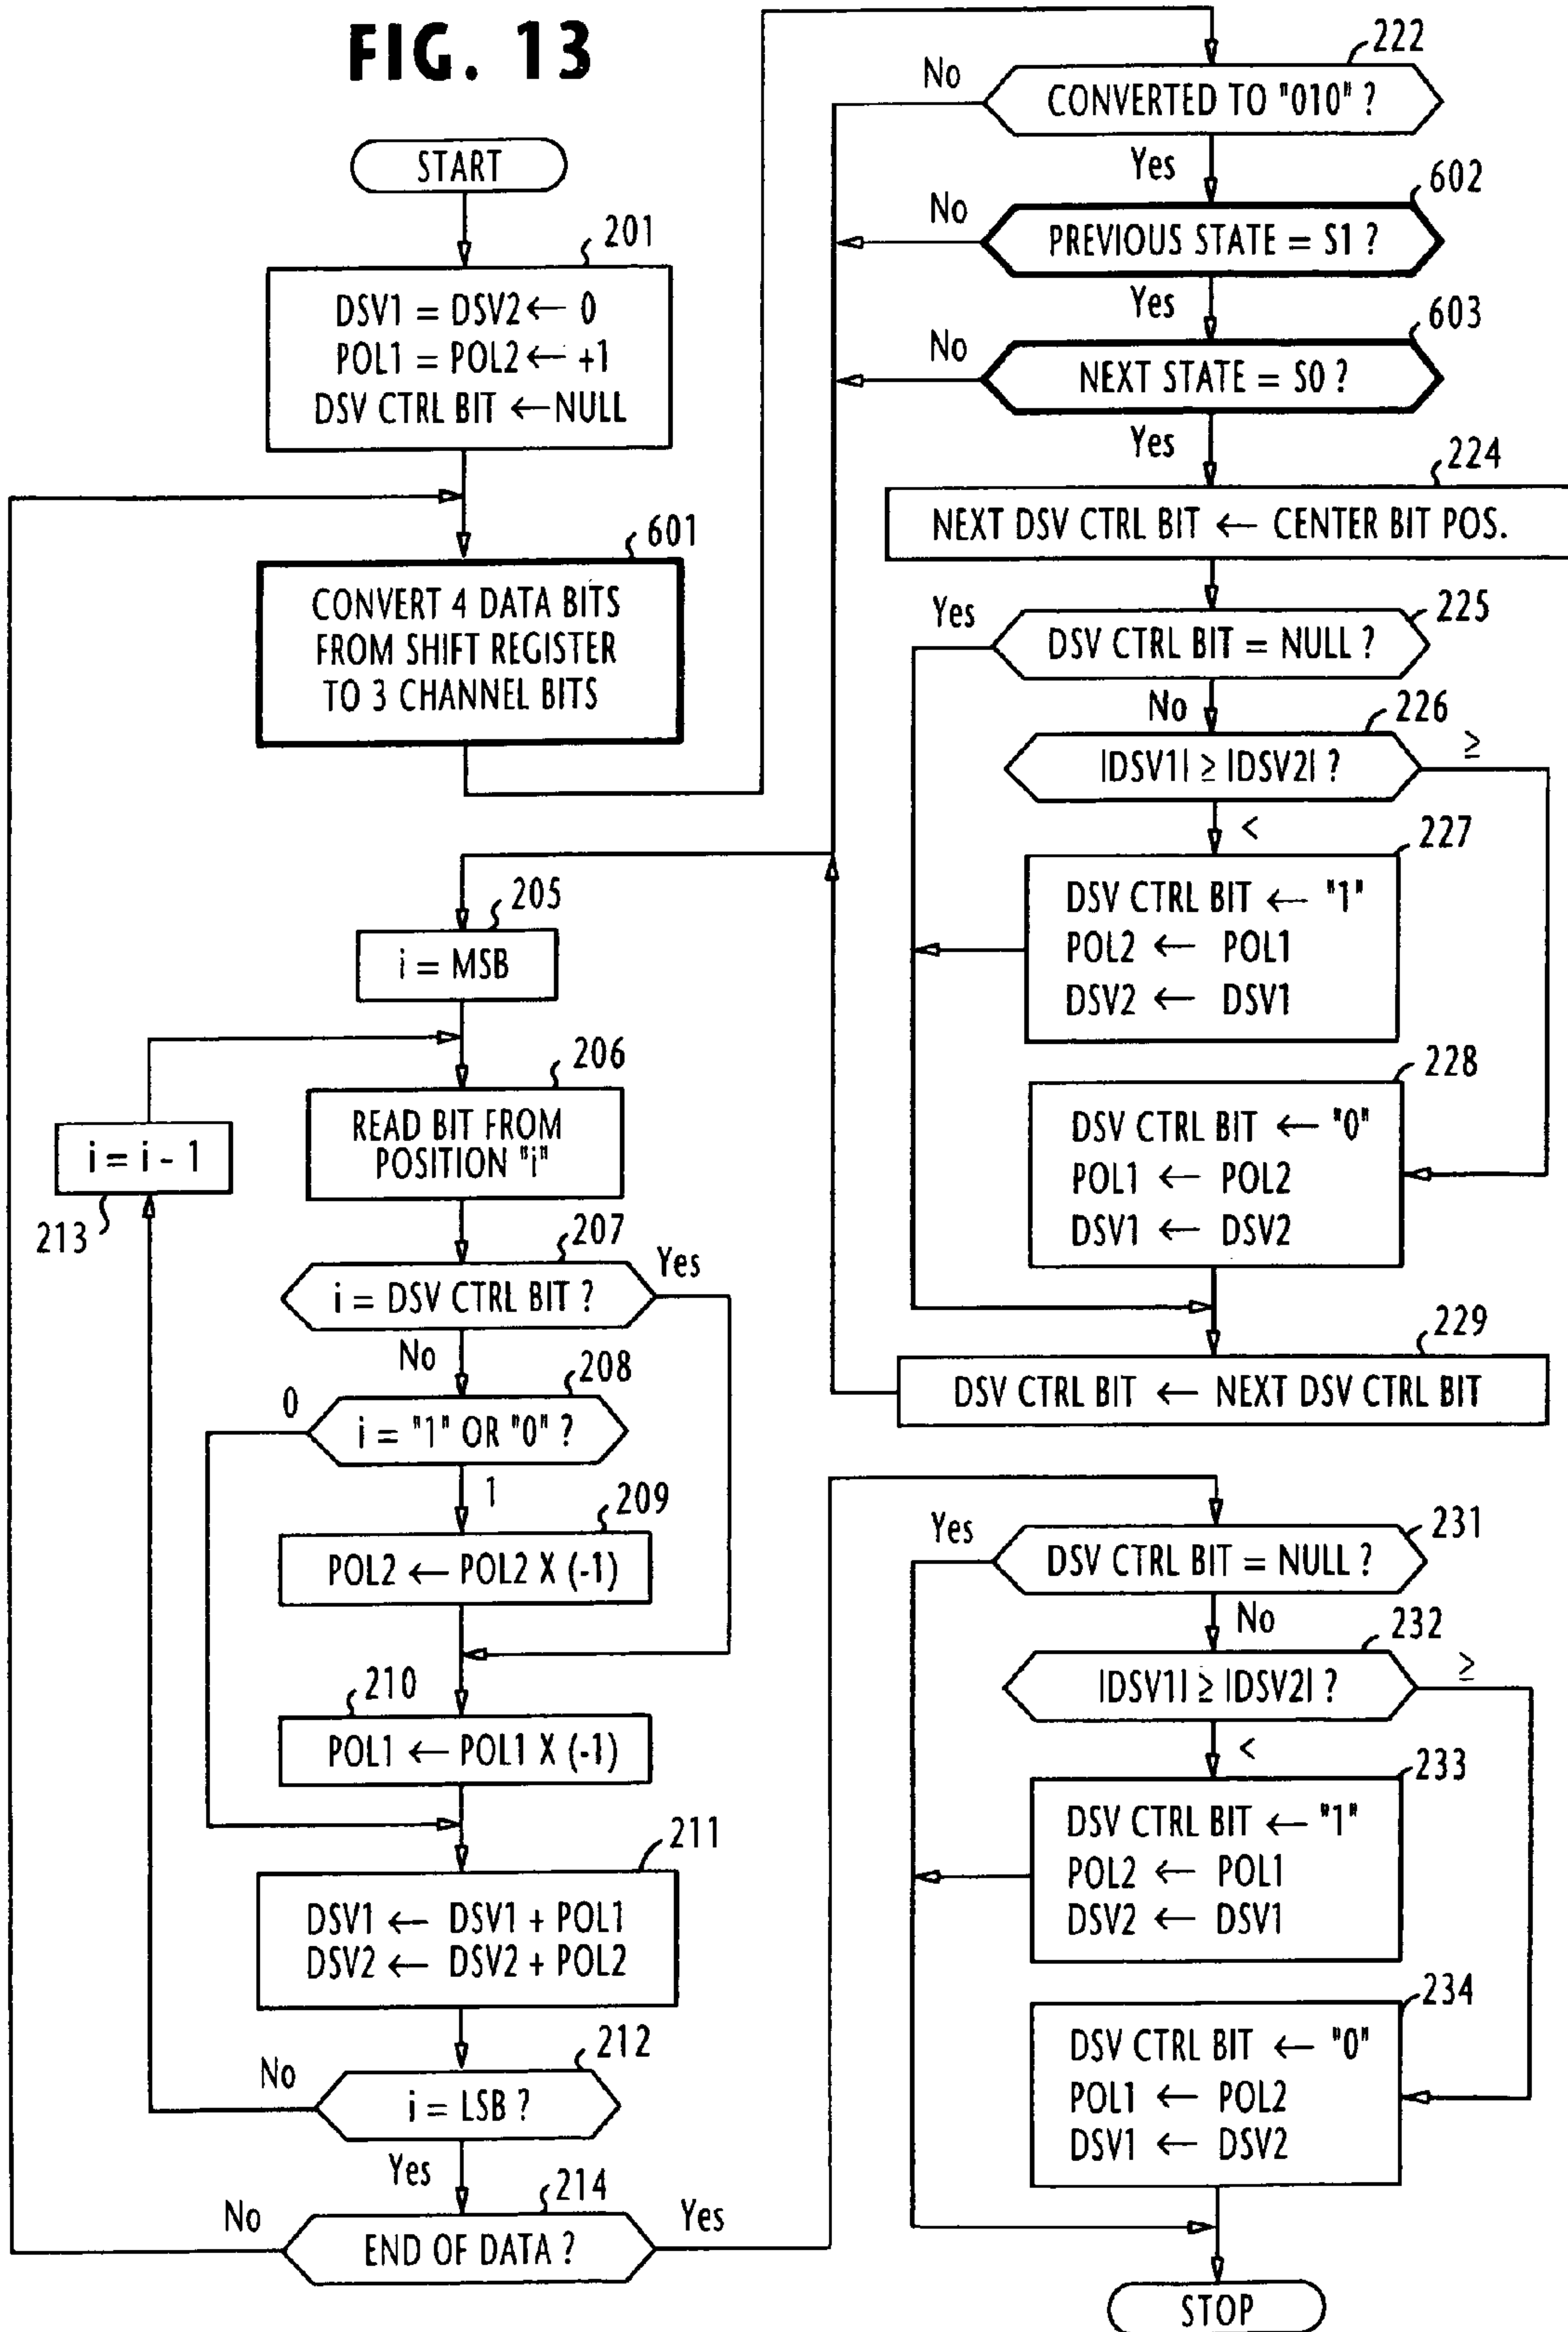 FIG. 13
START
201
DSV1 = DSV2 ← 0
POL1 = POL2 ← +1
DSV CTRL BIT ← NULL
601
CONVERT 4 DATA BITS
FROM SHIFT REGISTER
TO 3 CHANNEL BITS
222
CONVERTED TO "010" ?
No
Yes
602
PREVIOUS STATE = S1 ?
No
Yes
603
NEXT STATE = S0 ?
No
Yes
224
NEXT DSV CTRL BIT ← CENTER BIT POS.
225
DSV CTRL BIT = NULL ?
Yes
No
226
|DSV1| ≥ |DSV2| ?
≥
<
227
DSV CTRL BIT ← "1"
POL2 ← POL1
DSV2 ← DSV1
228
DSV CTRL BIT ← "0"
POL1 ← POL2
DSV1 ← DSV2
229
DSV CTRL BIT ← NEXT DSV CTRL BIT
205
i = MSB
206
READ BIT FROM
POSITION "i"
i = i - 1
213
207
i = DSV CTRL BIT ?
Yes
No
208
i = "1" OR "0" ?
0
1
209
POL2 ← POL2 X (-1)
210
POL1 ← POL1 X (-1)
211
DSV1 ← DSV1 + POL1
DSV2 ← DSV2 + POL2
212
i = LSB ?
No
Yes
214
END OF DATA ?
No
Yes
231
DSV CTRL BIT = NULL ?
Yes
No
232
|DSV1| ≥ |DSV2| ?
≥
<
233
DSV CTRL BIT ← "1"
POL2 ← POL1
DSV2 ← DSV1
234
DSV CTRL BIT ← "0"
POL1 ← POL2
DSV1 ← DSV2
STOP